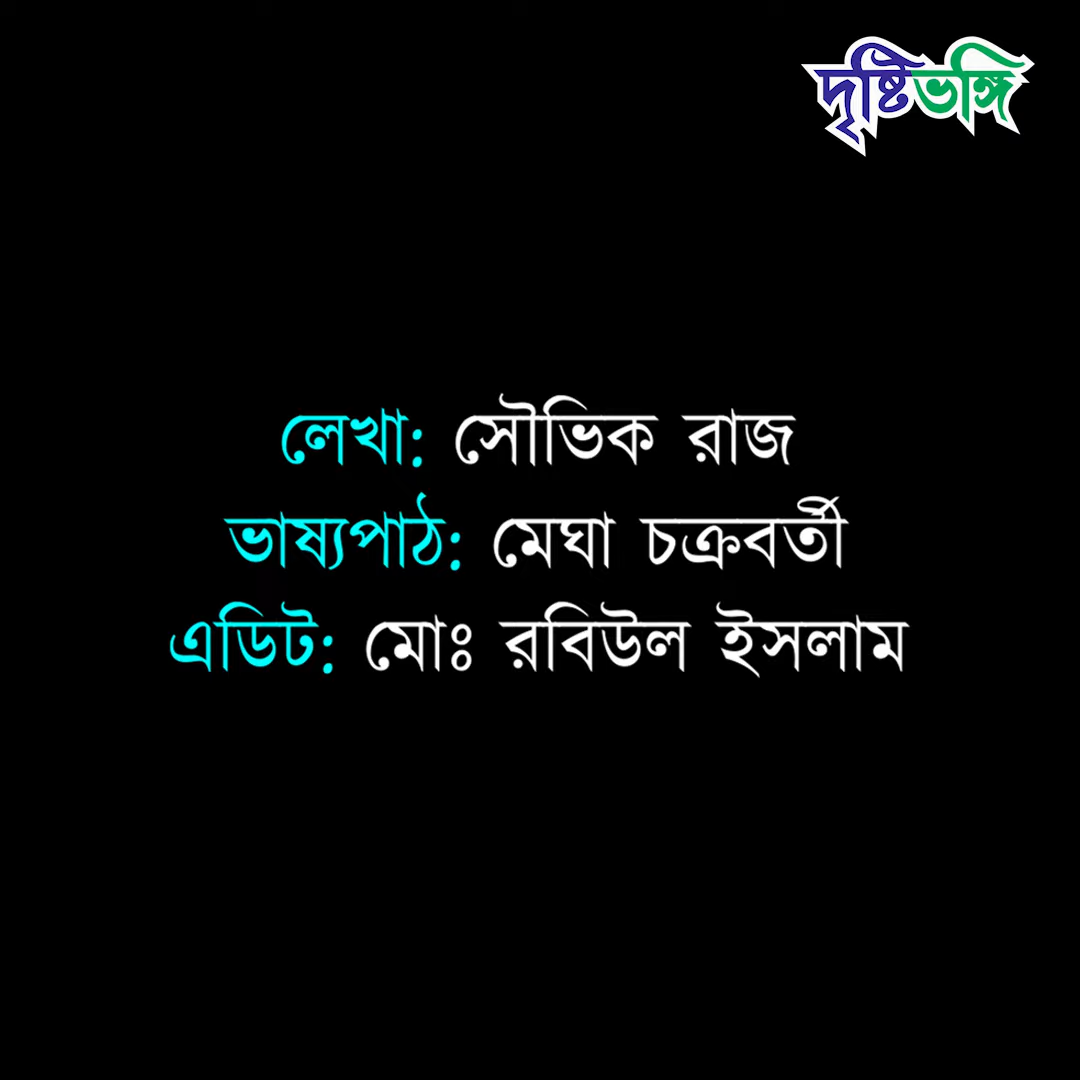 দৃষ্টিভঙ্গি
লেখা: সৌভিক রাজ
ভাষ্যপাঠ: মেঘা চক্রবর্তী
এডিট: মোঃ রবিউল ইসলাম